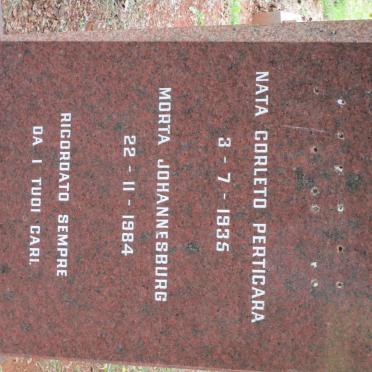 NATA CORLETO PERTICARA
3 - 7 - 1935
MORTA JOHANNESBURG
22 - 11 - 1984
RICORDATO SEMPRE
DA I TUOI CARI.